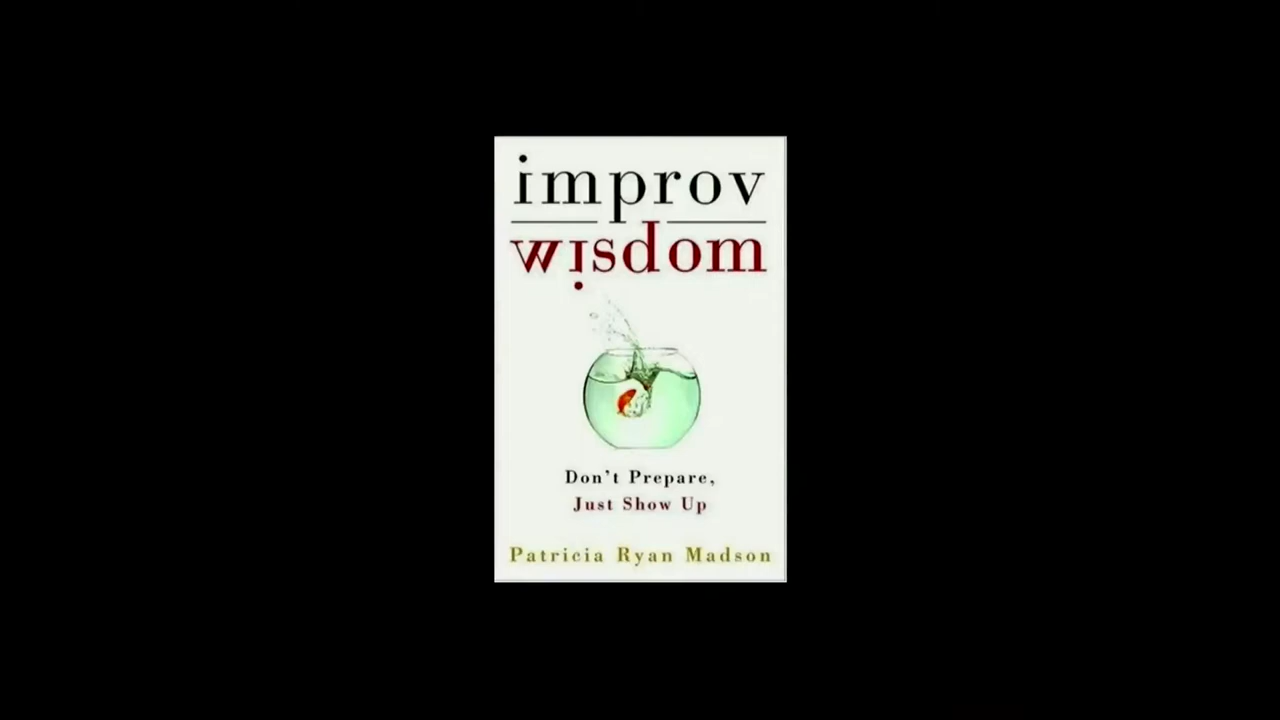 improv
wisdom
Don't Prepare,
Just Show Up
Patricia Ryan Madson